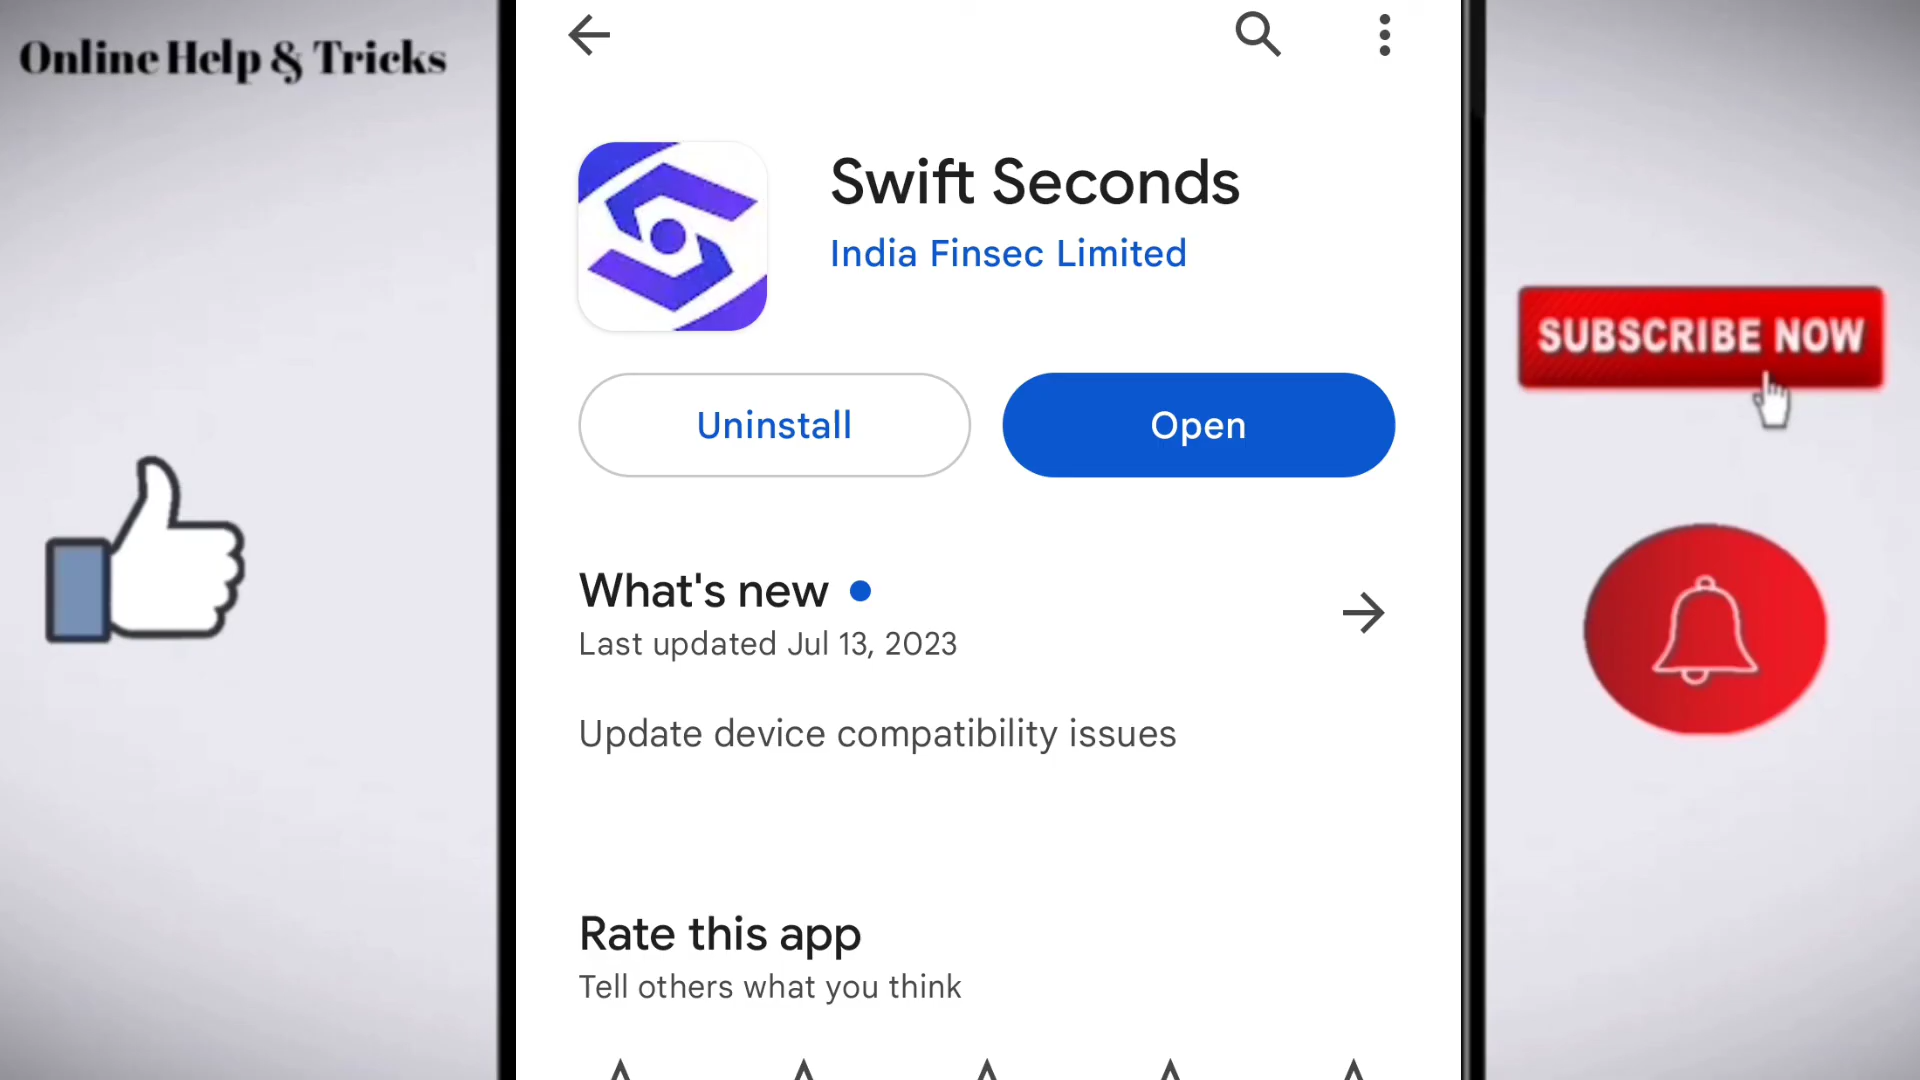 Online Help & Tricks
Swift Seconds
India Finsec Limited
Uninstall
Open
SUBSCRIBE NOW
What's new
Last updated Jul 13, 2023
Update device compatibility issues
Rate this app
Tell others what you think